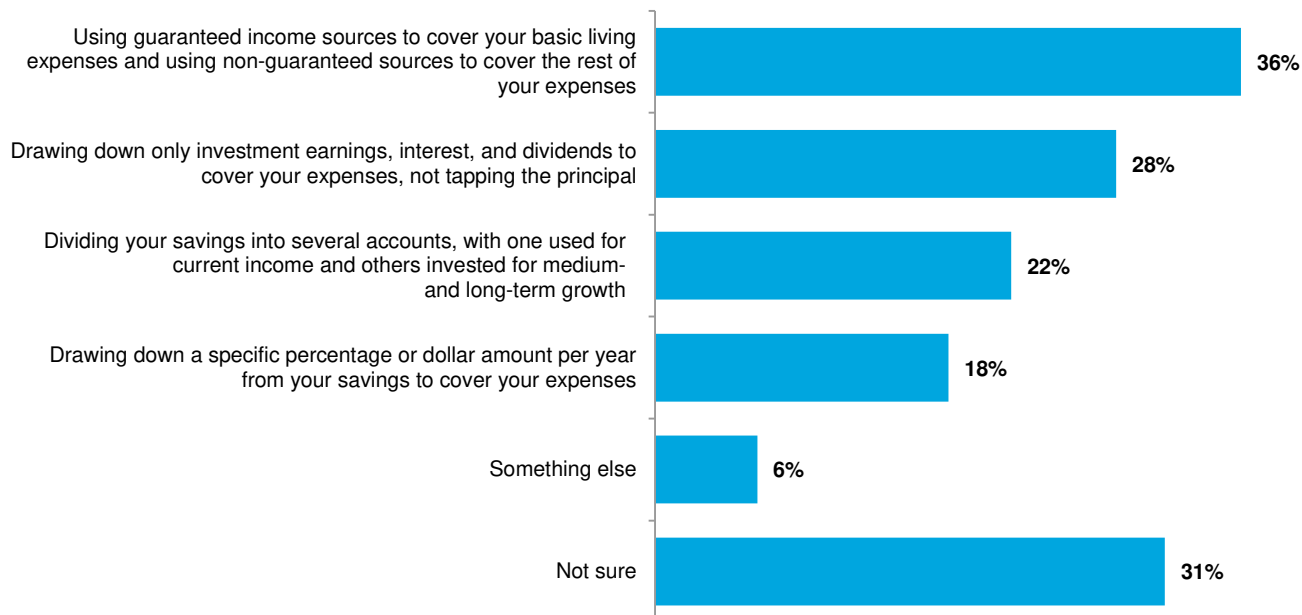 Using guaranteed income sources to cover your basic living
expenses and using non-guaranteed sources to cover the rest of
your expenses
36%
Drawing down only investment earnings, interest, and dividends to
cover your expenses, not tapping the principal
28%
Dividing your savings into several accounts, with one used for
current income and others invested for medium-
and long-term growth
22%
Drawing down a specific percentage or dollar amount per year
from your savings to cover your expenses
18%
Something else
6%
Not sure
31%